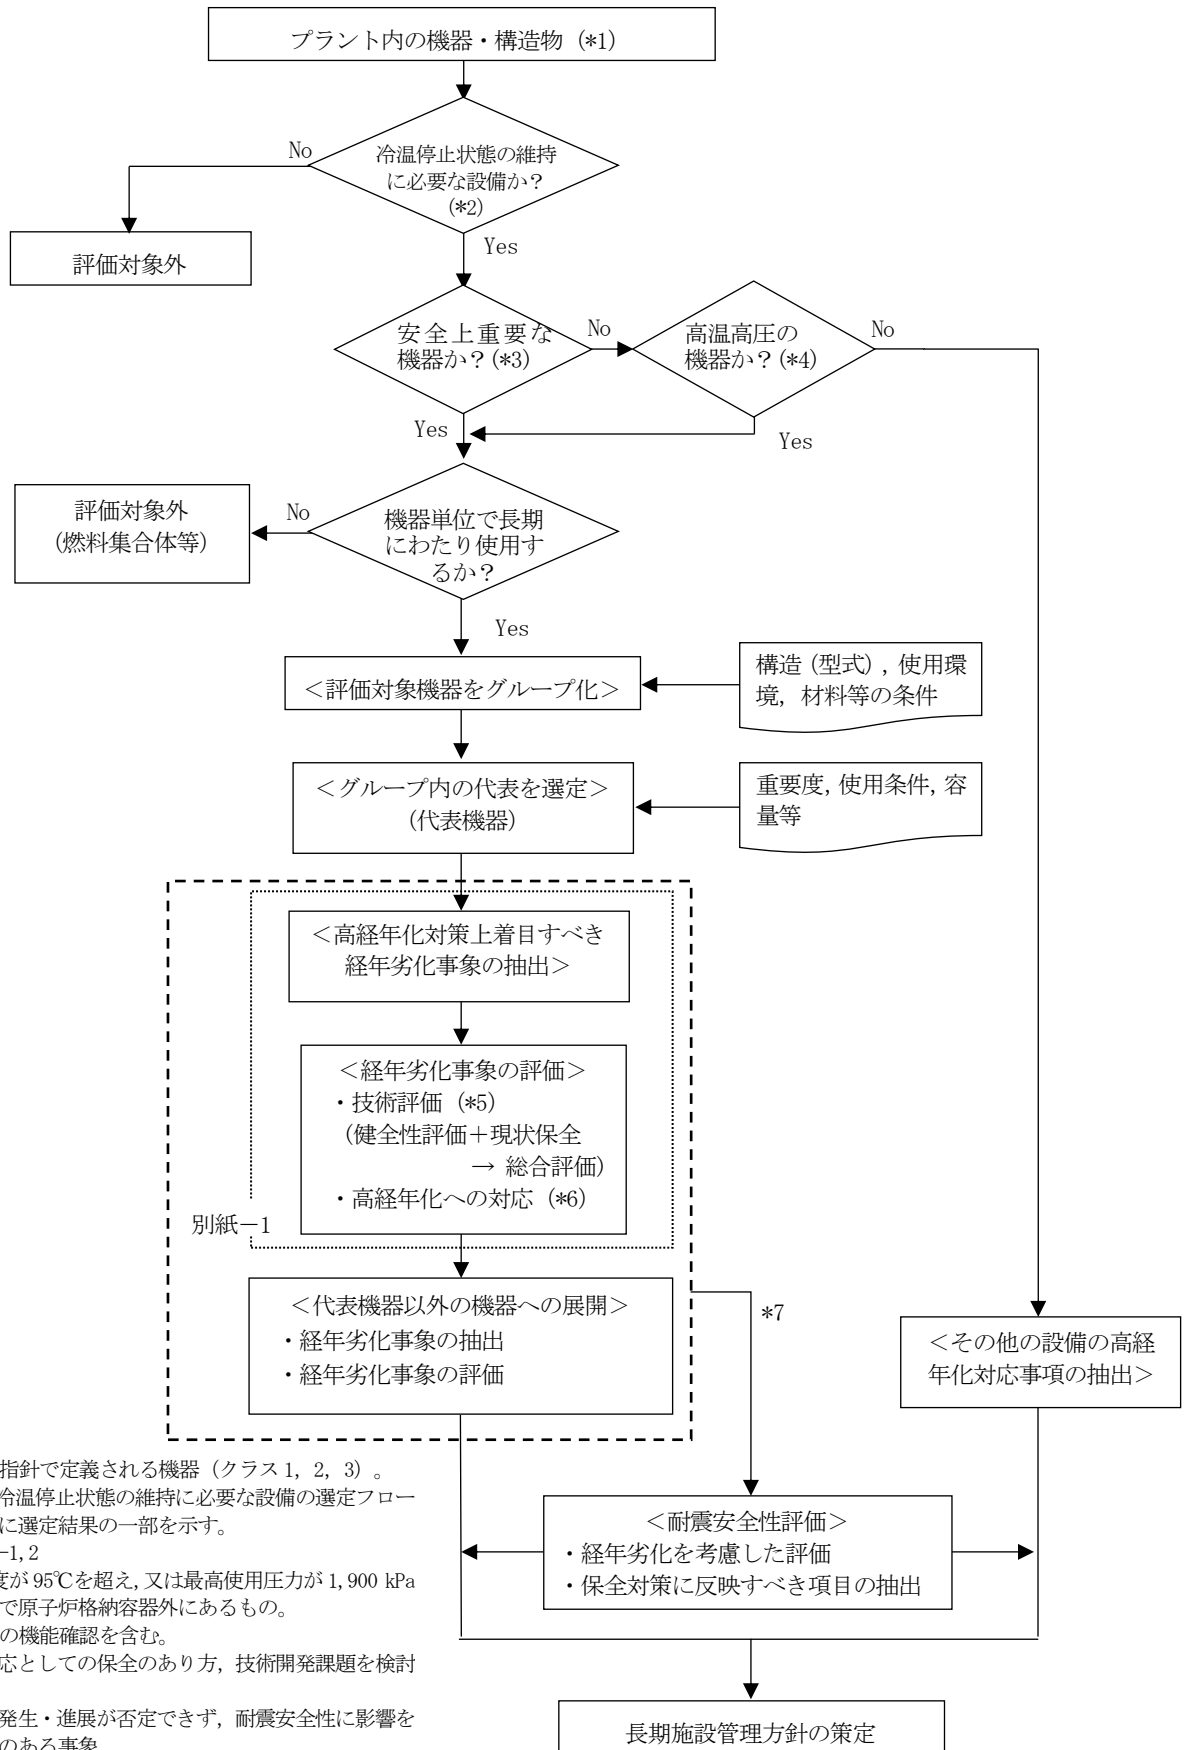 プラント内の機器・構造物 (*1)
冷温停止状態の維持
に必要な設備か?
(*2)
No
Yes
評価対象外
安全上重要な
機器か?(*3)
No
高温高圧の
機器か?(*4)
No
Yes
Yes
機器単位で長期
にわたり使用す
るか?
No
評価対象外
(燃料集合体等)
Yes
<評価対象機器をグループ化>
構造(型式), 使用環
境, 材料等の条件
<グループ内の代表を選定>
(代表機器)
重要度, 使用条件, 容
量等
<高経年化対策上着目すべき
経年劣化事象の抽出>
<経年劣化事象の評価>
・技術評価 (*5)
(健全性評価+現状保全
→ 総合評価)
・高経年化への対応 (*6)
別紙-1
<代表機器以外の機器への展開>
・経年劣化事象の抽出
・経年劣化事象の評価
*7
<その他の設備の高経
年化対応事項の抽出>
<耐震安全性評価>
・経年劣化を考慮した評価
・保全対策に反映すべき項目の抽出
長期施設管理方針の策定
指針で定義される機器 (クラス 1, 2, 3) 。
冷温停止状態の維持に必要な設備の選定フロー
に選定結果の一部を示す。
-1, 2
度が 95℃を超え, 又は最高使用圧力が 1,900 kPa
で原子炉格納容器外にあるもの。
の機能確認を含む。
応としての保全のあり方, 技術開発課題を検討
発生・進展が否定できず, 耐震安全性に影響を
のある事象